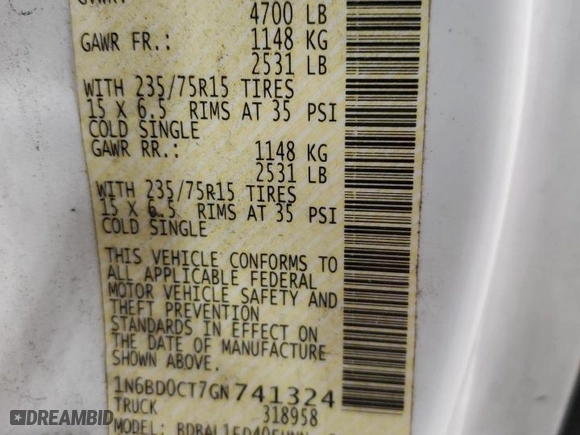 4700 LB
GAWR FR.: 1148 KG
2531 LB
WITH 235/75R15 TIRES
15 X 6.5 RIMS AT 35 PSI
COLD SINGLE
GAWR RR.: 1148 KG
2531 LB
WITH 235/75R15 TIRES
15 X 6.5 RIMS AT 35 PSI
COLD SINGLE
THIS VEHICLE CONFORMS TO
ALL APPLICABLE FEDERAL
MOTOR VEHICLE SAFETY AND
THEFT PREVENTION
STANDARDS IN EFFECT ON
THE DATE OF MANUFACTURE
SHOWN ABOVE.
1N6BD0CT7GN741324
TRUCK 318958
MODEL:
DREAMBID